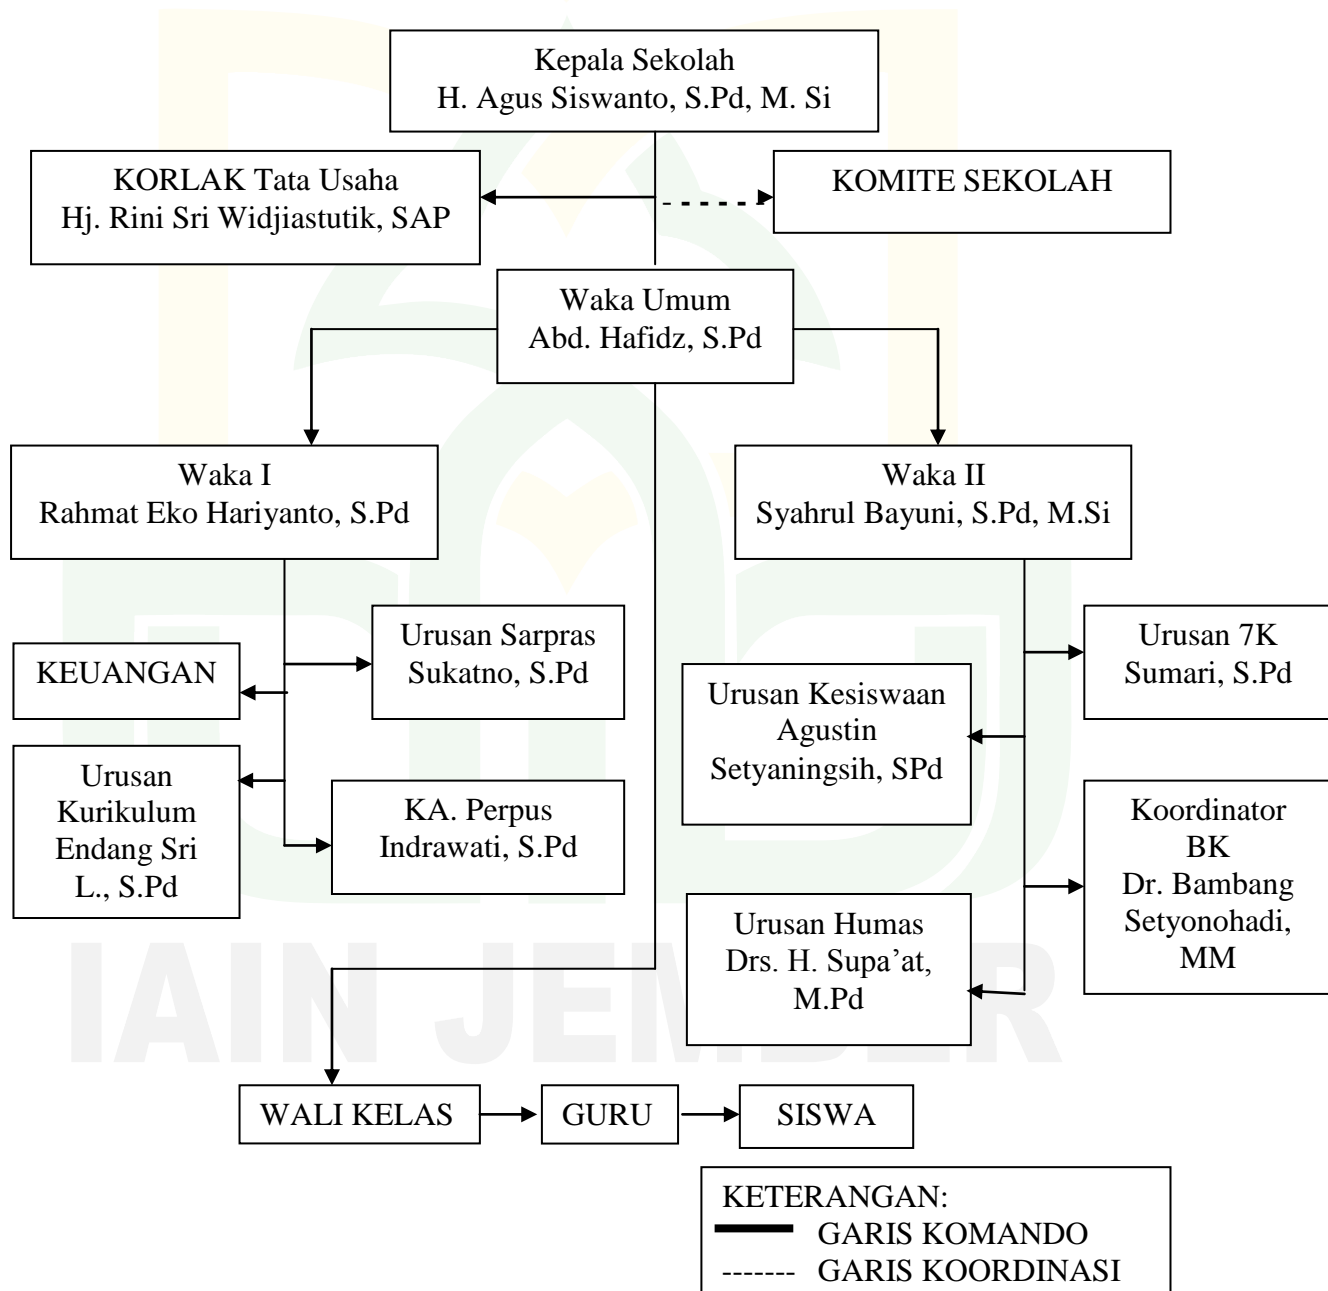 Kepala Sekolah
H. Agus Siswanto, S.Pd, M. Si
KORLAK Tata Usaha
Hj. Rini Sri Widjiastutik, SAP
KOMITE SEKOLAH
Waka Umum
Abd. Hafidz, S.Pd
Waka I
Rahmat Eko Hariyanto, S.Pd
Waka II
Syahrul Bayuni, S.Pd, M.Si
Urusan Sarpras
Sukatno, S.Pd
KEUANGAN
Urusan
Kurikulum
Endang Sri
L., S.Pd
KA. Perpus
Indrawati, S.Pd
Urusan 7K
Sumari, S.Pd
Urusan Kesiswaan
Agustin
Setyaningsih, SPd
Koordinator
BK
Dr. Bambang
Setyonohadi,
MM
Urusan Humas
Drs. H. Supa’at,
M.Pd
IAIN JEMBER
WALI KELAS
GURU
SISWA
KETERANGAN:
GARIS KOMANDO
GARIS KOORDINASI